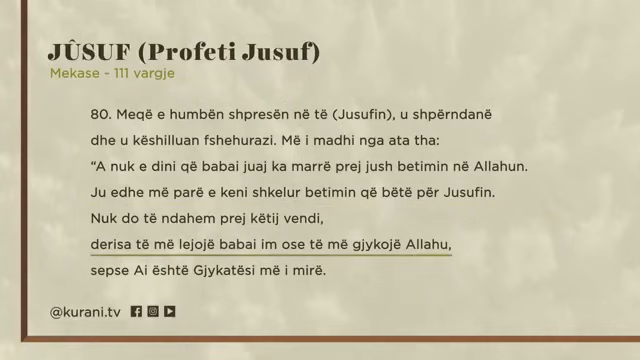 JÛSUF (Profeti Jusuf)
Mekase - 111 vargje
80. Meqë e humbën shpresën në të (Jusufin), u shpërndanë
dhe u këshilluan fshehurazi. Më i madhi nga ata tha:
“A nuk e dini që babai juaj ka marrë prej jush betimin në Allahun.
Ju edhe më parë e keni shkelur betimin që bëtë për Jusufin.
Nuk do të ndahem prej këtij vendi,
derisa të më lejojë babai im ose të më gjykojë Allahu,
sepse Ai është Gjykatësi më i mirë.
@kurani.tv